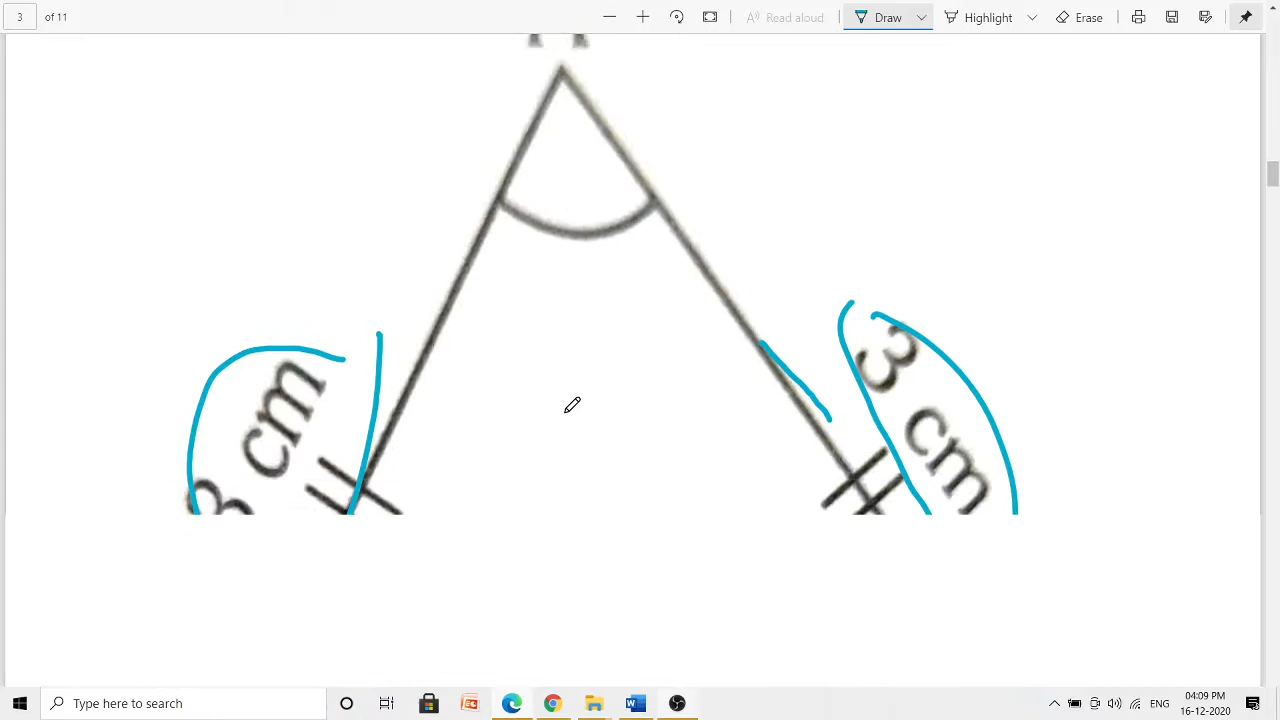 3
of 11
Read aloud
Draw
Highlight
Erase
3 cm
3 cm
Type here to search
ENG
04:09 PM
16-12-2020